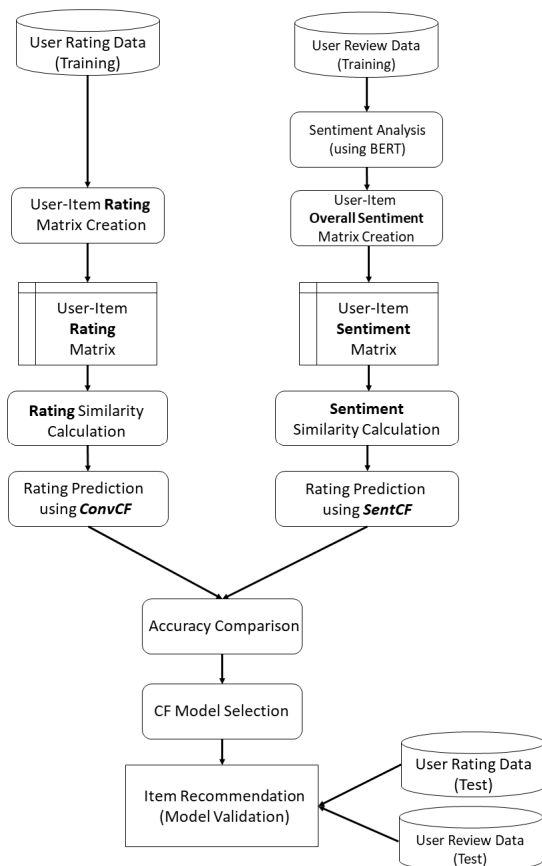 User Rating Data
(Training)
User Review Data
(Training)
Sentiment Analysis
(using BERT)
User-Item Rating
Matrix Creation
User-Item
Overall Sentiment
Matrix Creation
User-Item
Rating
Matrix
User-Item
Sentiment
Matrix
Rating Similarity
Calculation
Sentiment
Similarity Calculation
Rating Prediction
using ConvCF
Rating Prediction
using SentCF
Accuracy Comparison
CF Model Selection
Item Recommendation
(Model Validation)
User Rating Data
(Test)
User Review Data
(Test)